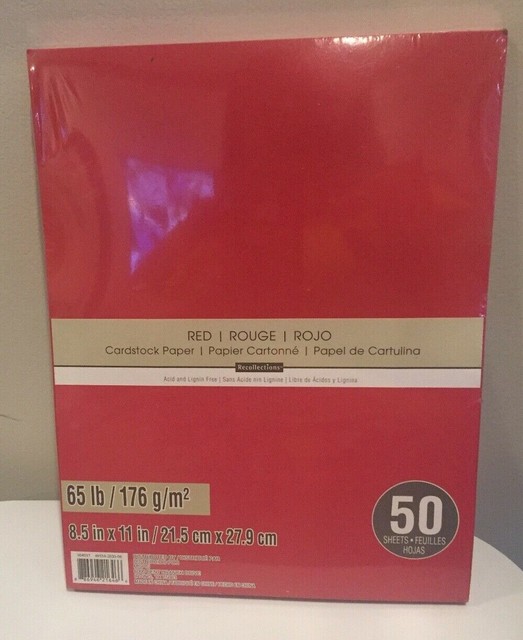 RED | ROUGE | ROJO
Cardstock Paper | Papier Cartonné | Papel de Cartulina
Recollections
Acid and Lignin Free | Sans Acide nin Lignine | Libre de Ácidos y Lignina
65 lb / 176 g/m²
8.5 in x 11 in / 21.5 cm x 27.9 cm
50
SHEETS • FEUILLES
HOJAS